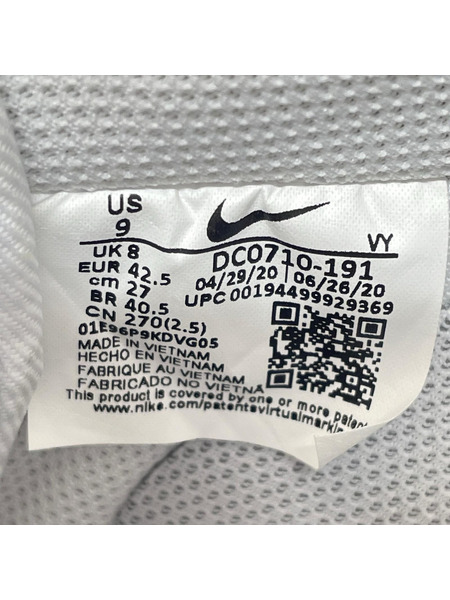 US
9
VY
UK 8
EUR 42.5
cm 27
BR 40.5
CN 270(2.5)
01E96P9KDVG05
DC0710-191
04/29/20 06/26/20
UPC 00194499929369
MADE IN VIETNAM
HECHO EN VIETNAM
FABRIQUE AU VIETNAM
FABRICADO NO VIETNÃ
This product is covered by one or more paten
www.nike.com/patentsvirtualmarkin